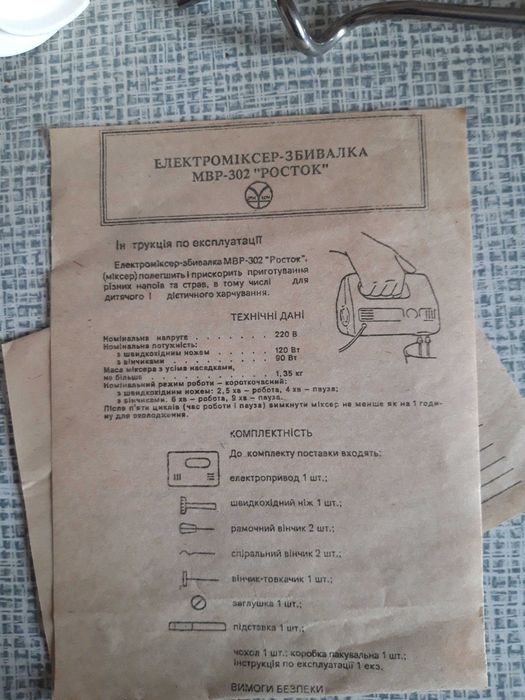 ЕЛЕКТРОМІКСЕР-ЗБИВАЛКА
МВР-302 "РОСТОК"
Ін трукція по експлуатації
Електроміксер-збивалка МВР-302 "Росток",
(міксер) полегшить і прискорить приготування
різних напоїв та страв, в тому числі для
дитячого і дієтичного харчування.
ТЕХНІЧНІ ДАНІ
Номінальна напруга . . . . . . . 220 В
Номінальна потужність:
з швидкохідним ножем . . . . . 120 Вт
з вінчиками . . . . . . . . 90 Вт
Маса міксера з усіма насадками,
не більше . . . . . . . . . 1,35 кг
Номінальний режим роботи – короткочасний:
з швидкохідним ножем: 2,5 хв – робота, 4 хв – пауза;
з вінчиками: 6 хв – робота, 9 хв – пауза.
Після п'яти циклів (час роботи і пауза) вимкнути міксер не менше як на 1 годи-
ну для охолодження.
КОМПЛЕКТНІСТЬ
До комплекту поставки входять:
електропривод 1 шт.;
швидкохідний ніж 1 шт.;
рамочний вінчик 2 шт.;
спіральний вінчик 2 шт.;
вінчик-товкачик 1 шт.;
заглушка 1 шт.;
підставка 1 шт.;
чохол 1 шт.; коробка пакувальна 1 шт.;
інструкція по експлуатації 1 екз.
ВИМОГИ БЕЗПЕКИ